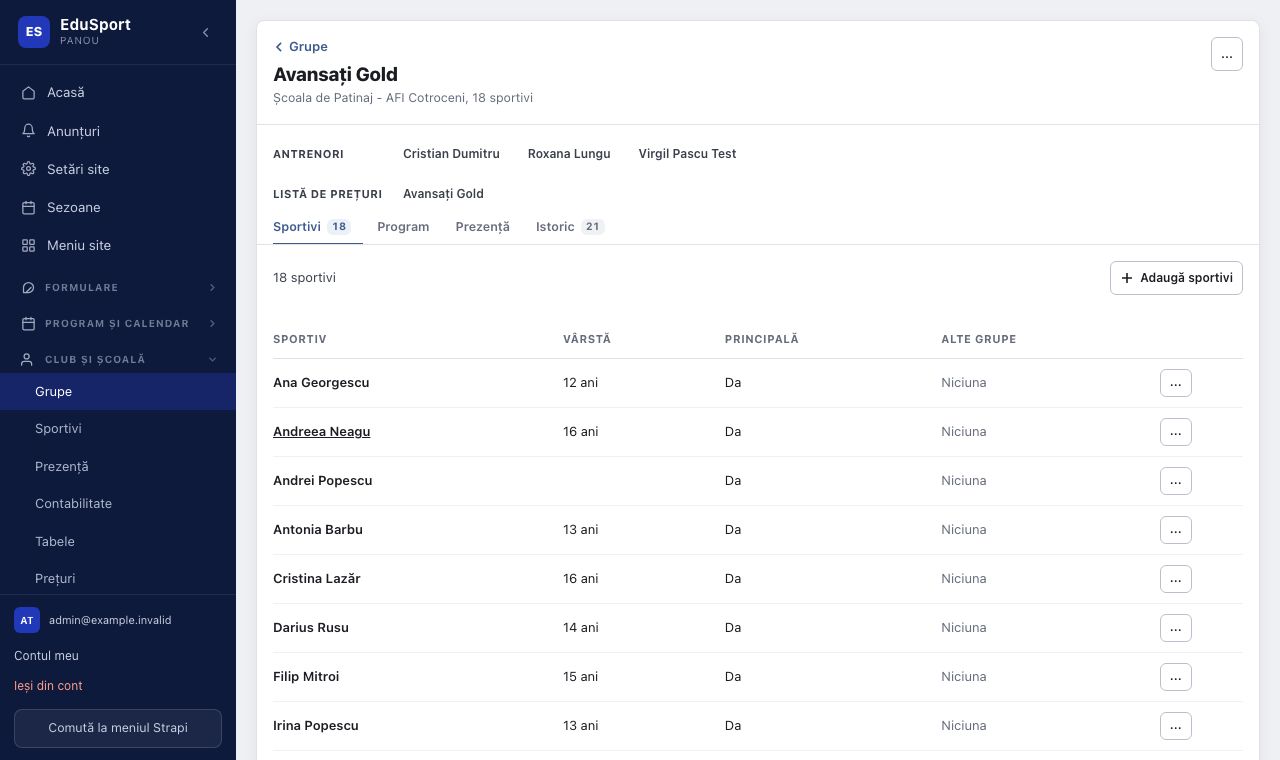 ES
EduSport
PANOU
Acasă
Anunțuri
Setări site
Sezoane
Meniu site
FORMULARE
PROGRAM ȘI CALENDAR
CLUB ȘI ȘCOALĂ
Grupe
Sportivi
Prezență
Contabilitate
Tabele
Prețuri
AT admin@example.invalid
Contul meu
Ieși din cont
Comută la meniul Strapi
Grupe
...
Avansați Gold
Școala de Patinaj - AFI Cotroceni, 18 sportivi
ANTRENORI Cristian Dumitru Roxana Lungu Virgil Pascu Test
LISTĂ DE PREȚURI Avansați Gold
Sportivi 18 Program Prezență Istoric 21
18 sportivi
+ Adaugă sportivi
SPORTIV VÂRSTĂ PRINCIPALĂ ALTE GRUPE
Ana Georgescu 12 ani Da Niciuna ...
Andreea Neagu 16 ani Da Niciuna ...
Andrei Popescu Da Niciuna ...
Antonia Barbu 13 ani Da Niciuna ...
Cristina Lazăr 16 ani Da Niciuna ...
Darius Rusu 14 ani Da Niciuna ...
Filip Mitroi 15 ani Da Niciuna ...
Irina Popescu 13 ani Da Niciuna ...